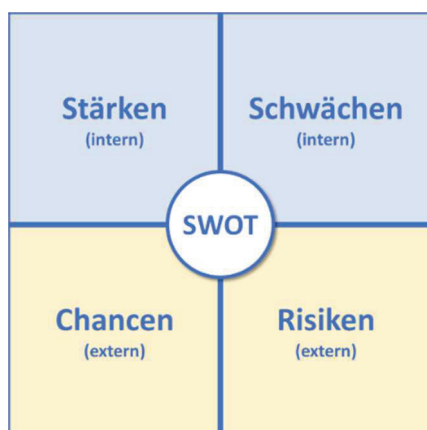 Stärken
(intern)
Schwächen
(intern)
SWOT
Chancen
(extern)
Risiken
(extern)